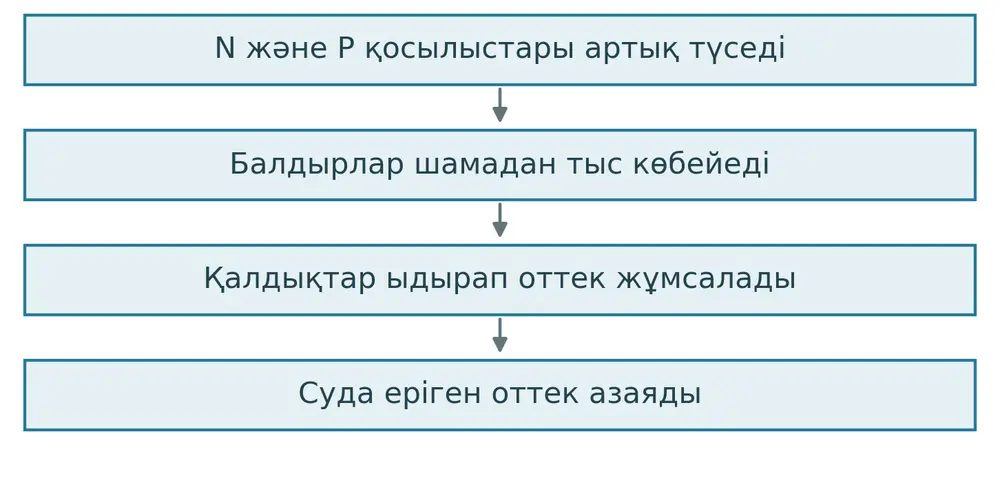 N және P қосылыстары артық түседі
Балдырлар шамадан тыс көбейеді
Қалдықтар ыдырап оттек жұмсалады
Суда еріген оттек азаяды